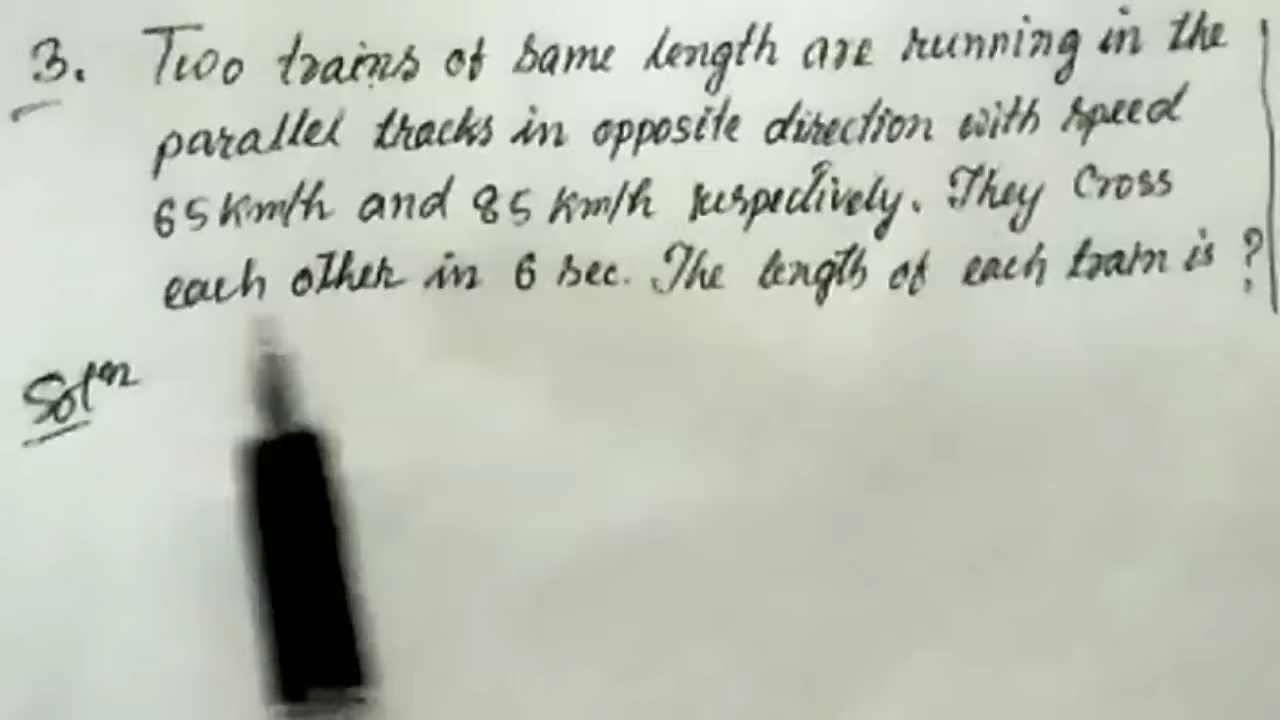 3. Two trains of same length are running in the
parallel tracks in opposite direction with speed
65 Km/h and 85 Km/h respectively. They Cross
each other in 6 sec. The length of each train is ?
Solⁿ